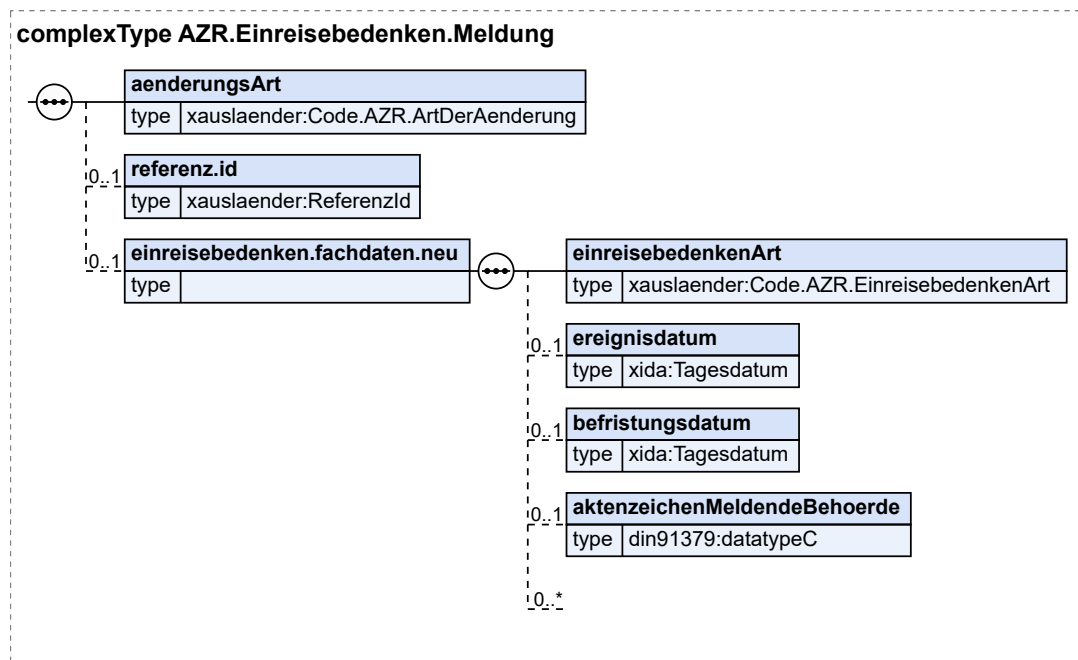 complexType AZR.Einreisebedenken.Meldung
aenderungsArt
type xauslaender:Code.AZR.ArtDerAenderung
0..1 referenz.id
type xauslaender:ReferenzId
0..1 einreisebedenken.fachdaten.neu
type
einreisebedenkenArt
type xauslaender:Code.AZR.EinreisebedenkenArt
0..1 ereignisdatum
type xida:Tagesdatum
0..1 befristungsdatum
type xida:Tagesdatum
0..1 aktenzeichenMeldendeBehoerde
type din91379:datatypeC
0..*